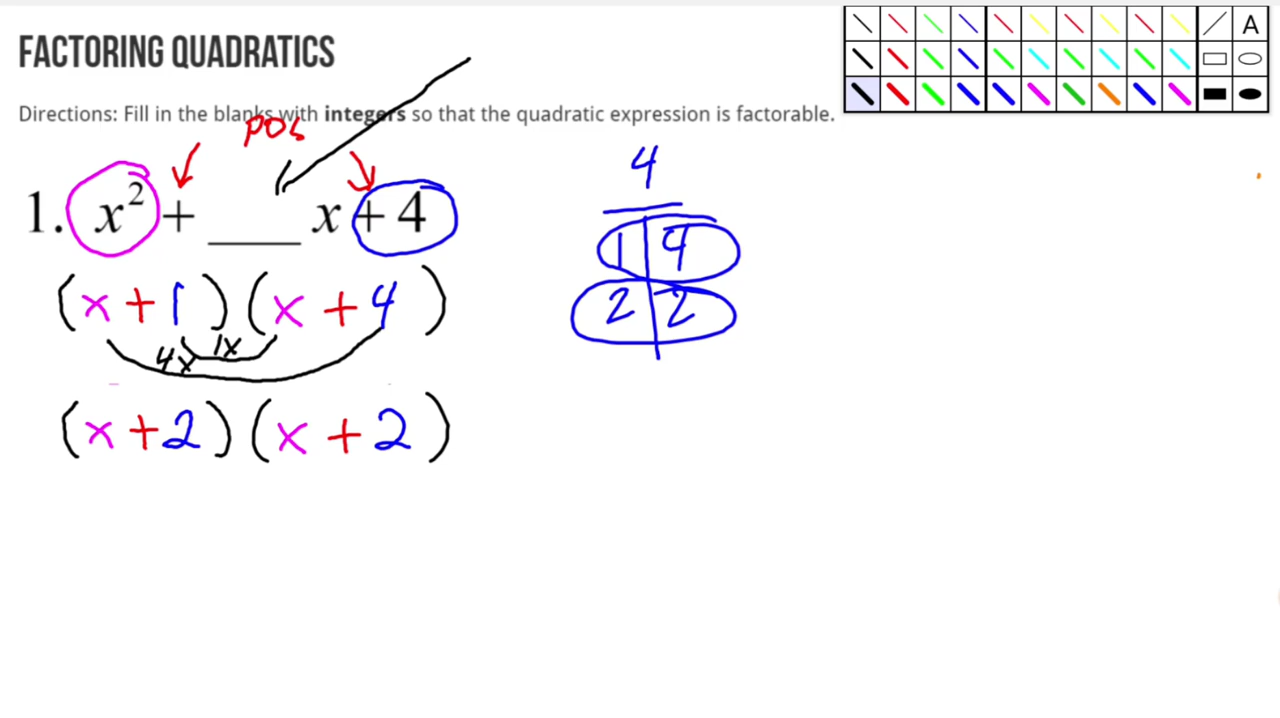 FACTORING QUADRATICS
A
Directions: Fill in the blanks with integers so that the quadratic expression is factorable.
pos
4
1. x² + ____ x + 4
1 4
(x + 1) (x + 4)
2 2
4x 1x
(x + 2) (x + 2)